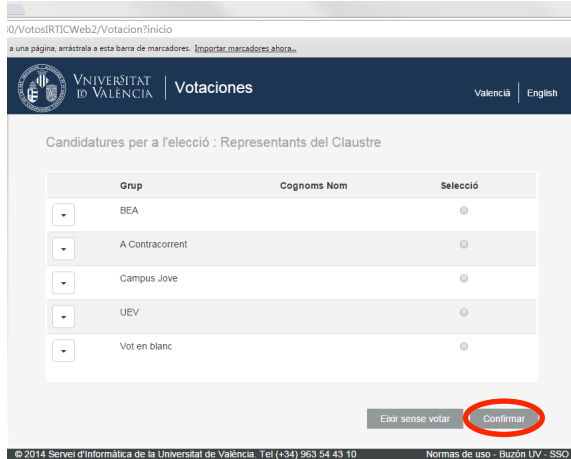 30/VotosIRTICWeb2/Votacion?inicio
a una página, arrástrala a esta barra de marcadores. Importar marcadores ahora...
VNIVERSITAT
ID VALÈNCIA
Votaciones
Valencià
English
Candidatures per a l'elecció : Representants del Claustre
Grup Cognoms Nom Selecció
BEA
A Contracorrent
Campus Jove
UEV
Vot en blanc
Eixir sense votar Confirmar
© 2014 Servei d'Informàtica de la Universitat de València. Tel (+34) 963 54 43 10 Normas de uso - Buzón UV - SSO